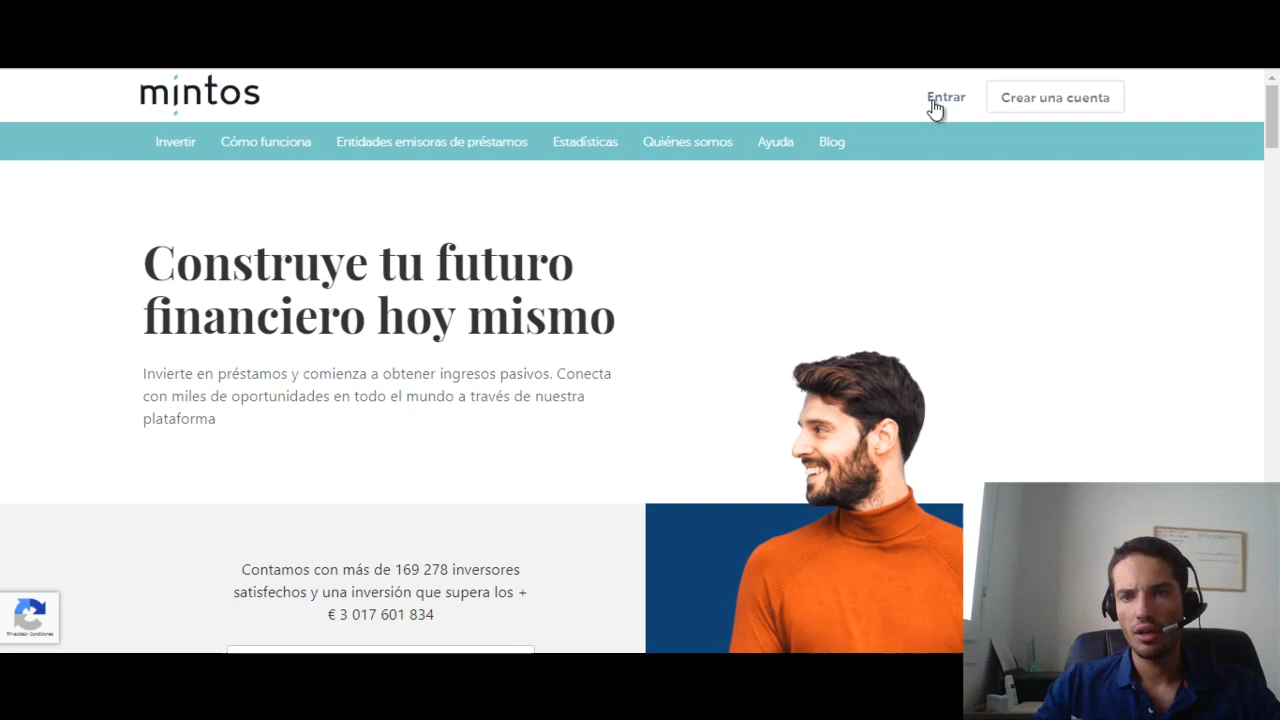 mintos
Entrar
Crear una cuenta
Invertir
Cómo funciona
Entidades emisoras de préstamos
Estadísticas
Quiénes somos
Ayuda
Blog
Construye tu futuro
financiero hoy mismo
Invierte en préstamos y comienza a obtener ingresos pasivos. Conecta
con miles de oportunidades en todo el mundo a través de nuestra
plataforma
Contamos con más de 169 278 inversores
satisfechos y una inversión que supera los +
€ 3 017 601 834
Privacidad - Condiciones